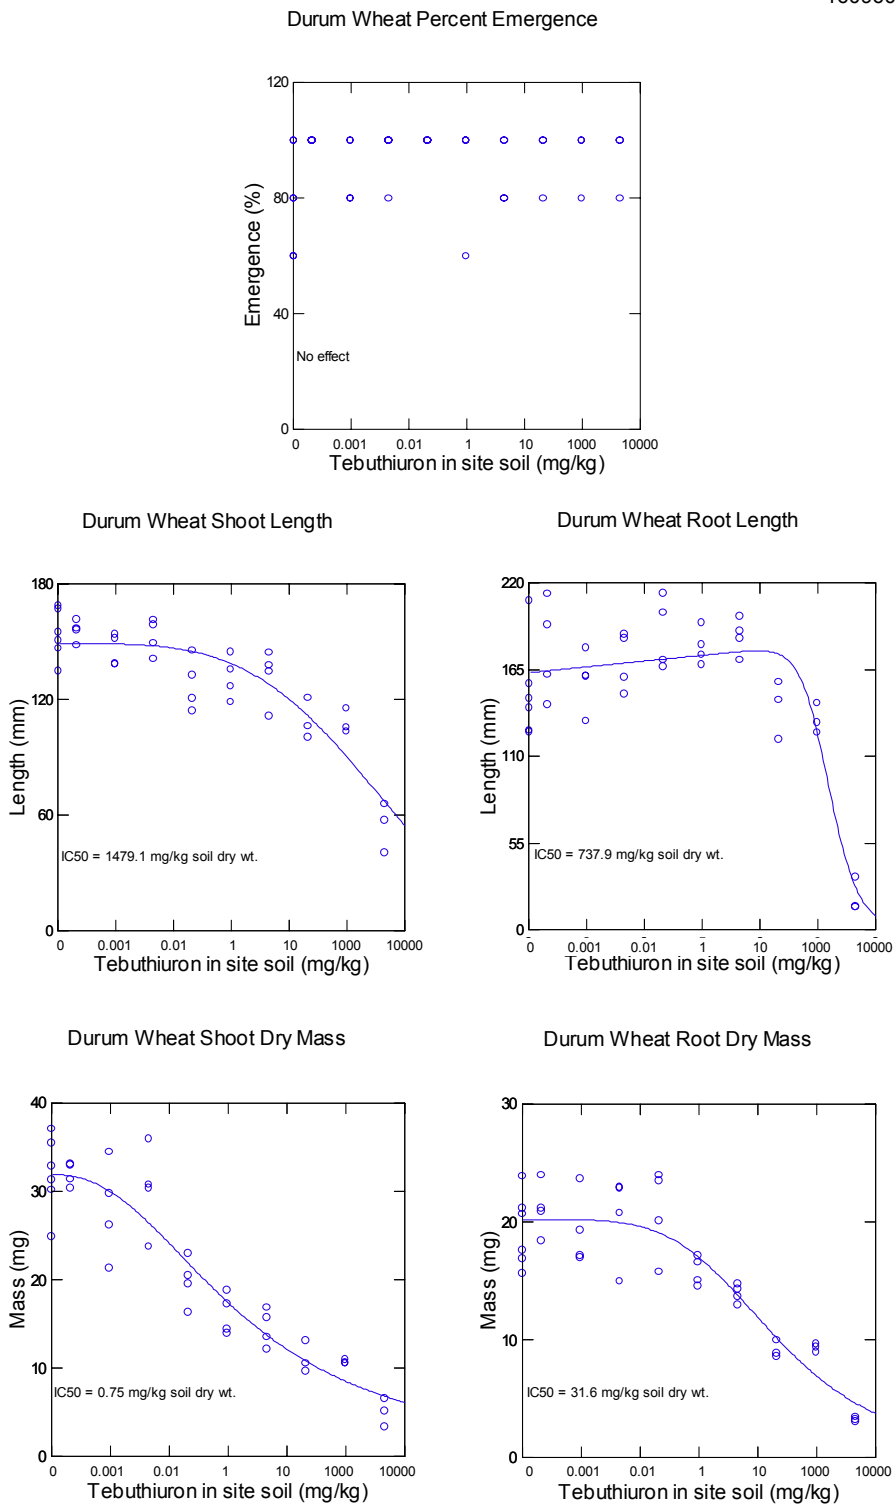 Durum Wheat Percent Emergence
120
80
40
0
Emergence (%)
No effect
0 0.001 0.01 1 10 1000 10000
Tebuthiuron in site soil (mg/kg)
Durum Wheat Shoot Length
180
120
60
0
Length (mm)
IC50 = 1479.1 mg/kg soil dry wt.
0 0.001 0.01 1 10 1000 10000
Tebuthiuron in site soil (mg/kg)
Durum Wheat Root Length
220
165
110
55
0
Length (mm)
IC50 = 737.9 mg/kg soil dry wt.
0 0.001 0.01 1 10 1000 10000
Tebuthiuron in site soil (mg/kg)
Durum Wheat Shoot Dry Mass
40
30
20
10
0
Mass (mg)
IC50 = 0.75 mg/kg soil dry wt.
0 0.001 0.01 1 10 1000 10000
Tebuthiuron in site soil (mg/kg)
Durum Wheat Root Dry Mass
30
20
10
0
Mass (mg)
IC50 = 31.6 mg/kg soil dry wt.
0 0.001 0.01 1 10 1000 10000
Tebuthiuron in site soil (mg/kg)